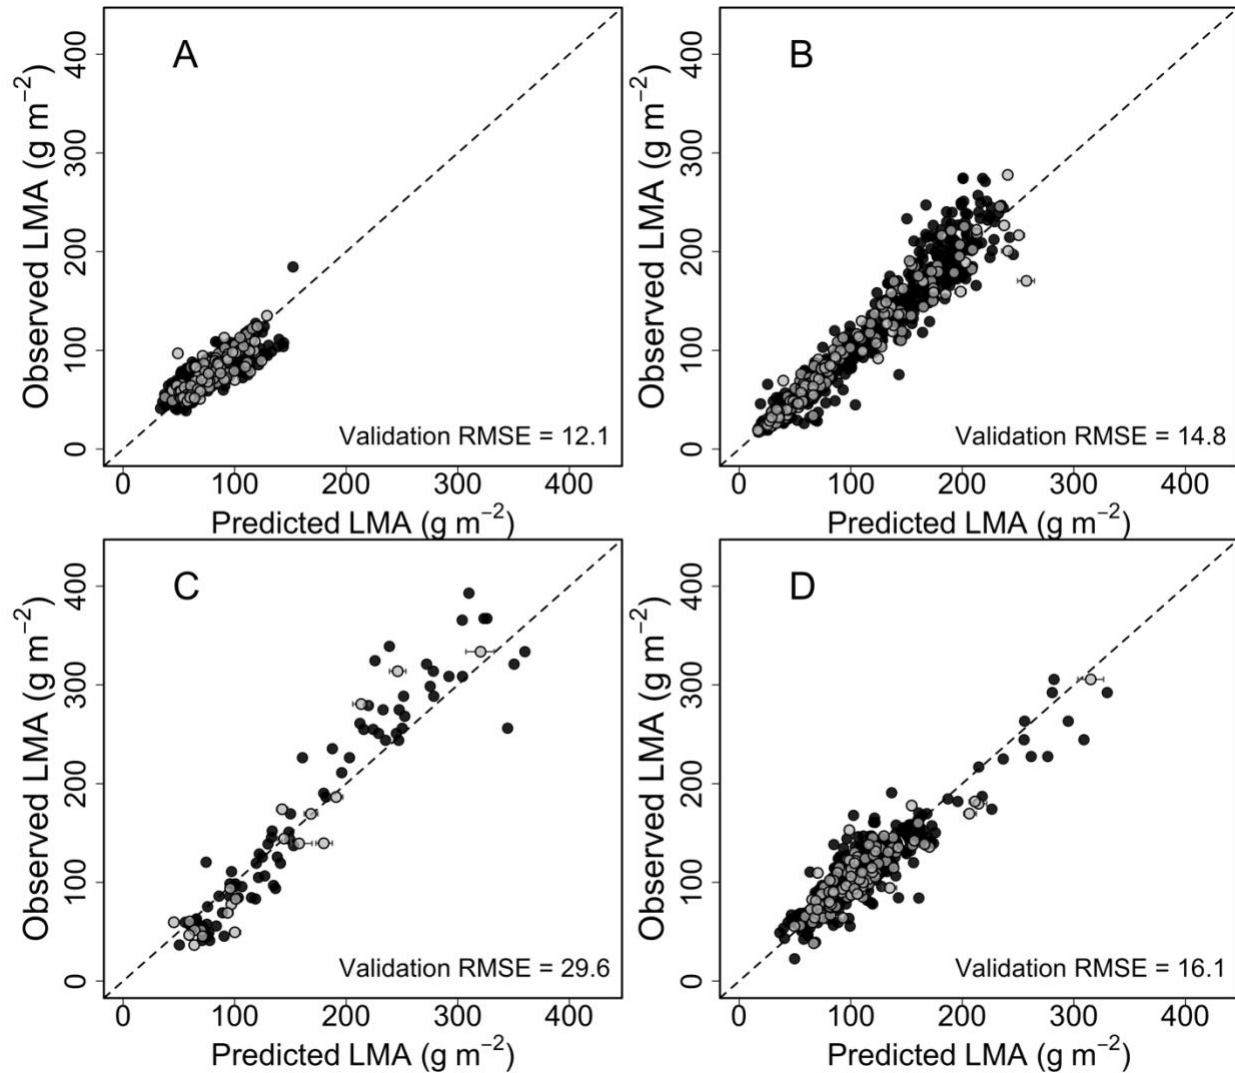 A
Observed LMA (g m⁻²)
400
300
200
100
0
Validation RMSE = 12.1
0 100 200 300 400
Predicted LMA (g m⁻²)
B
Observed LMA (g m⁻²)
400
300
200
100
0
Validation RMSE = 14.8
0 100 200 300 400
Predicted LMA (g m⁻²)
C
Observed LMA (g m⁻²)
400
300
200
100
0
Validation RMSE = 29.6
0 100 200 300 400
Predicted LMA (g m⁻²)
D
Observed LMA (g m⁻²)
400
300
200
100
0
Validation RMSE = 16.1
0 100 200 300 400
Predicted LMA (g m⁻²)